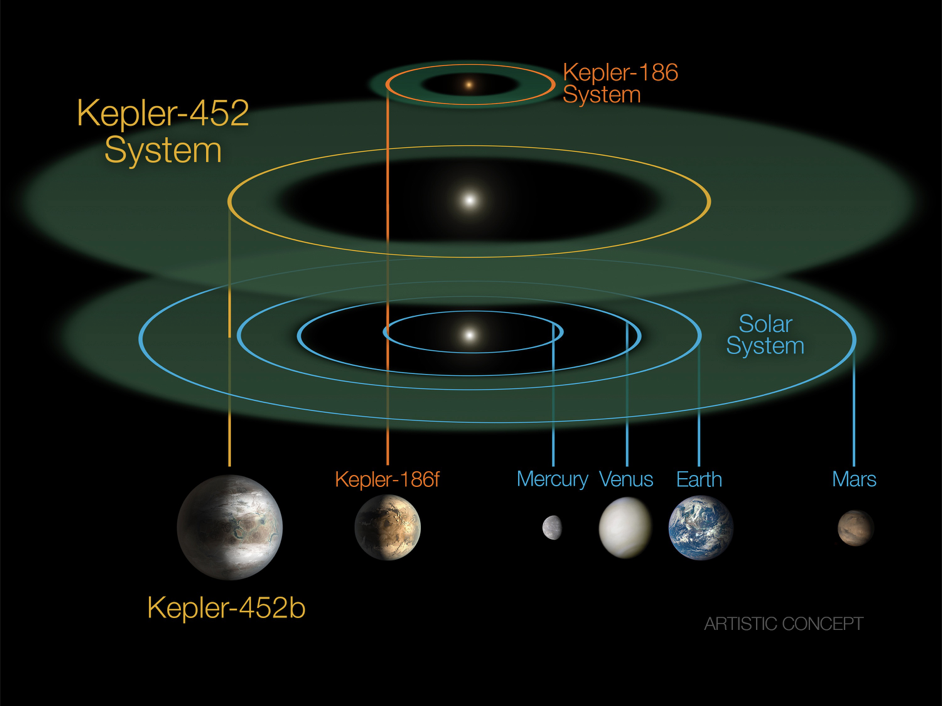 Kepler-186
System
Kepler-452
System
Solar
System
Kepler-186f
Mercury
Venus
Earth
Mars
Kepler-452b
ARTISTIC CONCEPT